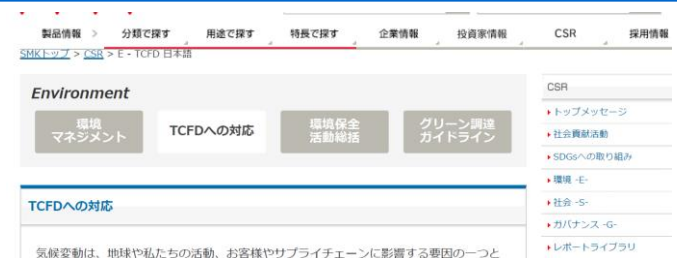 製品情報 > 分類で探す 用途で探す 特長で探す 企業情報 投資家情報 CSR 採用情報
SMKトップ > CSR > E - TCFD 日本語
Environment
環境
マネジメント
TCFDへの対応
環境保全
活動総括
グリーン調達
ガイドライン
TCFDへの対応
気候変動は、地球や私たちの活動、お客様やサプライチェーンに影響する要因の一つと
CSR
トップメッセージ
社会貢献活動
SDGsへの取り組み
環境 -E-
社会 -S-
ガバナンス -G-
レポートライブラリ